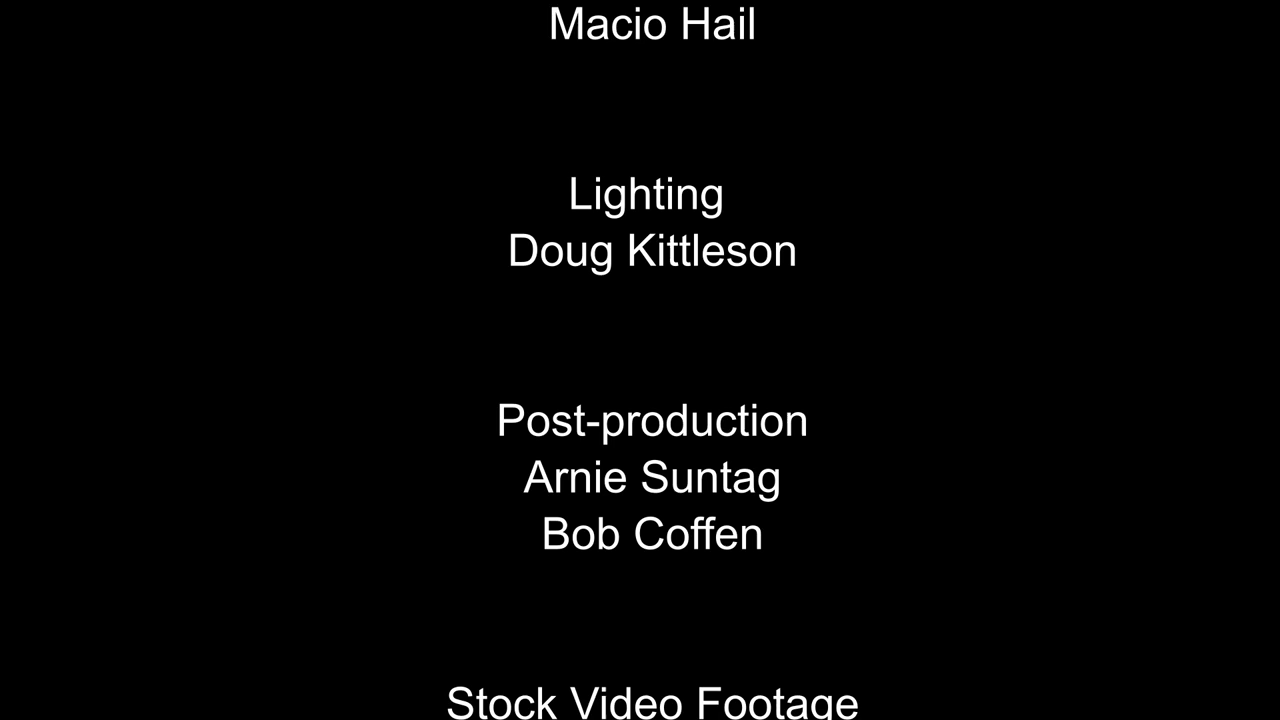 Macio Hail
Lighting
Doug Kittleson
Post-production
Arnie Suntag
Bob Coffen
Stock Video Footage